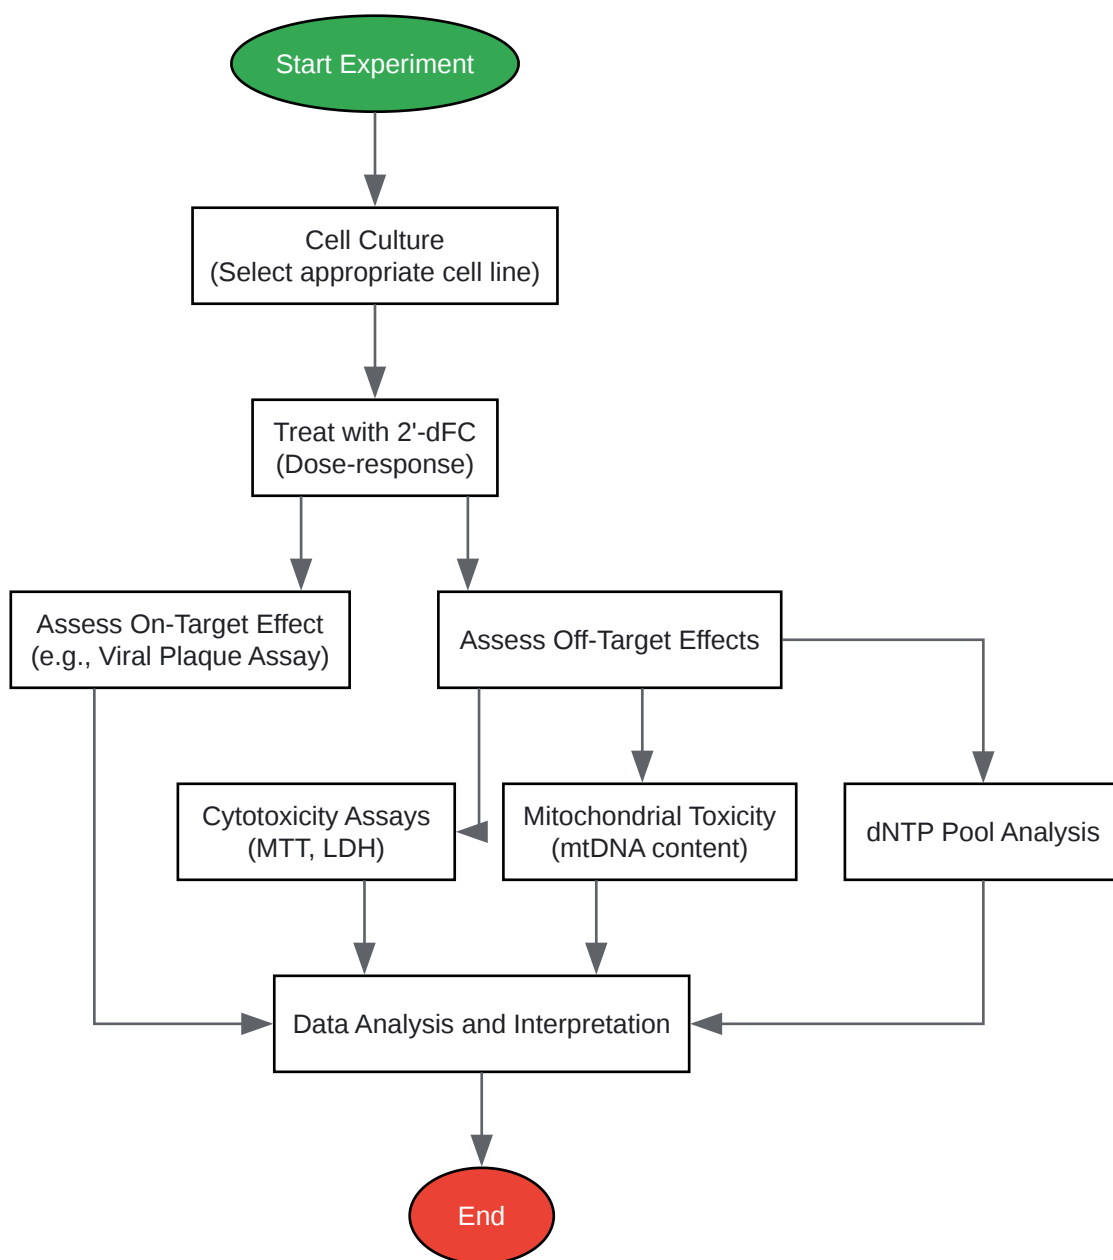 Start Experiment
Cell Culture
(Select appropriate cell line)
Treat with 2'-dFC
(Dose-response)
Assess On-Target Effect
(e.g., Viral Plaque Assay)
Assess Off-Target Effects
Cytotoxicity Assays
(MTT, LDH)
Mitochondrial Toxicity
(mtDNA content)
dNTP Pool Analysis
Data Analysis and Interpretation
End